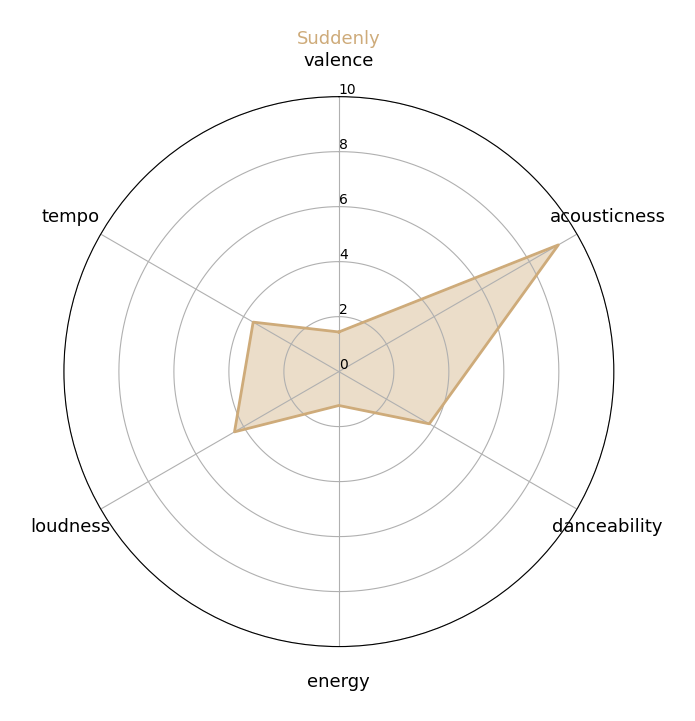 Suddenly
valence
10
8
tempo
6
acousticness
4
2
0
loudness
danceability
energy